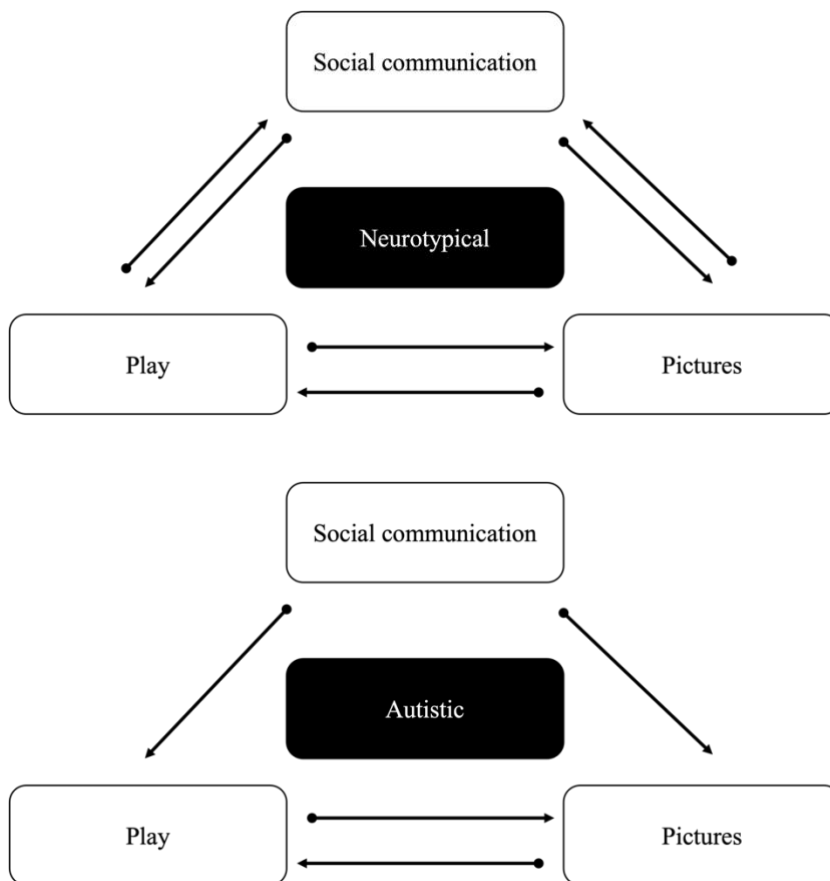 Social communication
Neurotypical
Play
Pictures
Social communication
Autistic
Play
Pictures